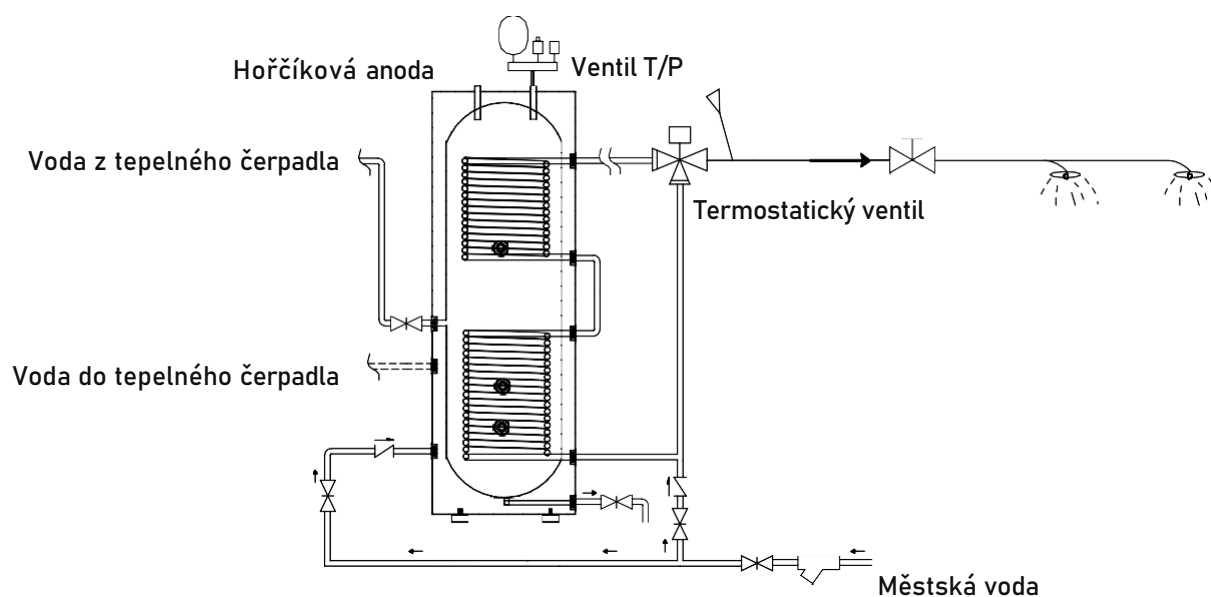 Hořčíková anoda
Ventil T/P
Voda z tepelného čerpadla
Termostatický ventil
Voda do tepelného čerpadla
Městská voda